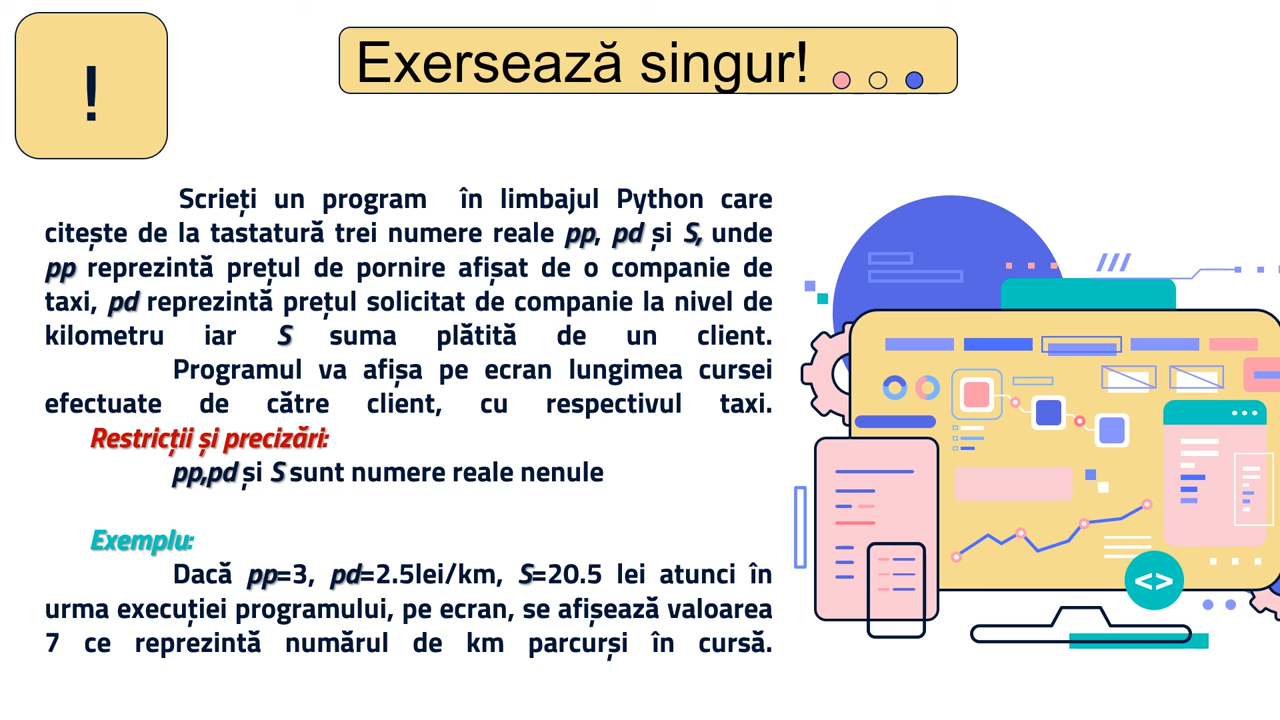 !
Exersează singur!
Scrieți un program în limbajul Python care
citește de la tastatură trei numere reale pp, pd și S, unde
pp reprezintă prețul de pornire afișat de o companie de
taxi, pd reprezintă prețul solicitat de companie la nivel de
kilometru iar S suma plătită de un client.
Programul va afișa pe ecran lungimea cursei
efectuate de către client, cu respectivul taxi.
Restricții și precizări:
pp,pd și S sunt numere reale nenule
Exemplu:
Dacă pp=3, pd=2.5lei/km, S=20.5 lei atunci în
urma execuției programului, pe ecran, se afișează valoarea
7 ce reprezintă numărul de km parcurși în cursă.
<>